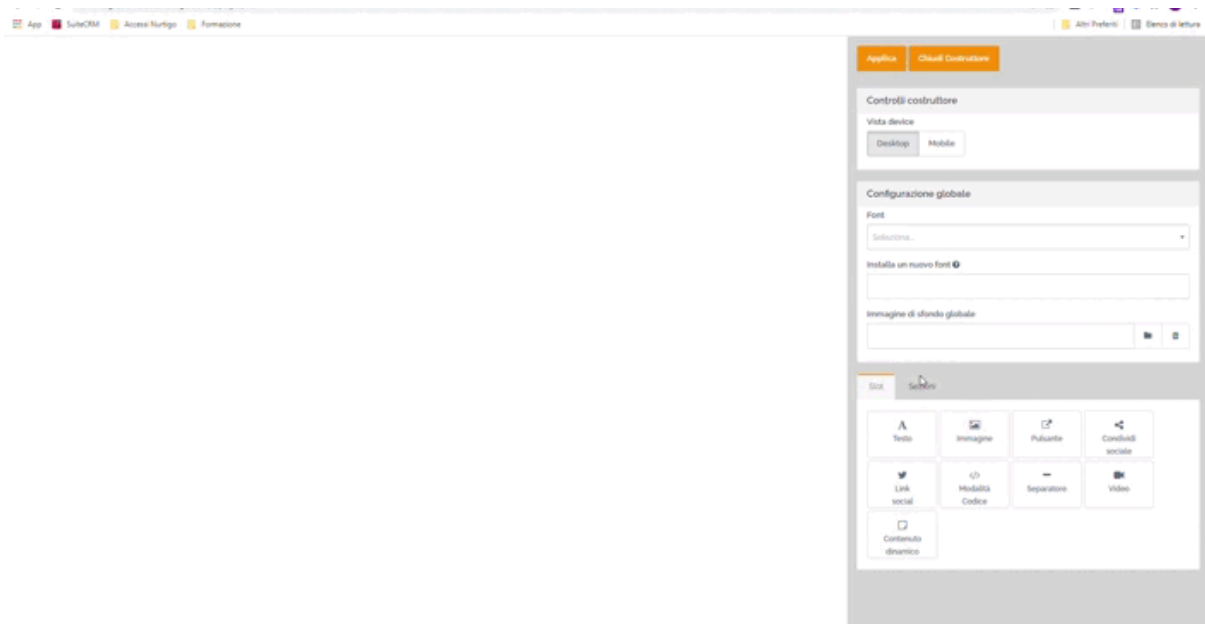 App SuiteCRM Accessi Nurtigo Formazione Altri Preferiti Elenco di lettura
Applica Chiudi Costruttore
Controlli costruttore
Vista device
Desktop Mobile
Configurazione globale
Font
Seleziona...
Installa un nuovo font
Immagine di sfondo globale
Slot Sezioni
Testo Immagine Pulsante Condividi
sociale
Link Modalità Separatore Video
social Codice
Contenuto
dinamico